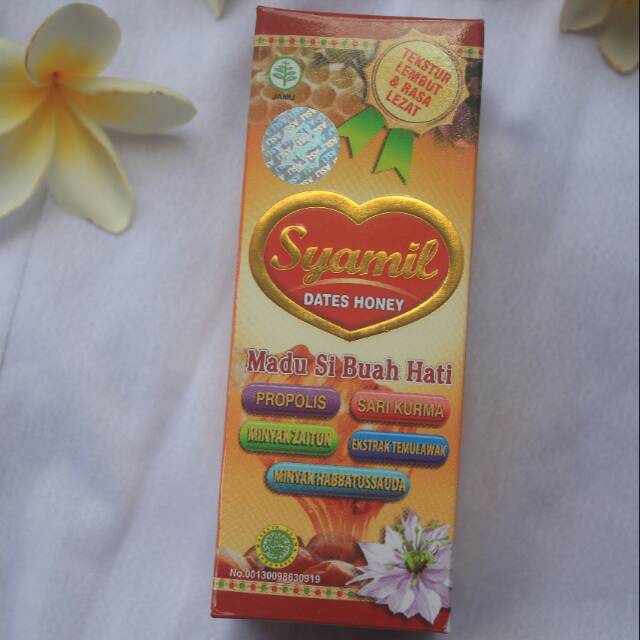 JAMU
TEKSTUR
LEMBUT
& RASA
LEZAT
Syamil
DATES HONEY
Madu Si Buah Hati
PROPOLIS
SARI KURMA
MINYAK ZAITUN
EKSTRAK TEMULAWAK
MINYAK HABBATUSSAUDA
No.00130098630919